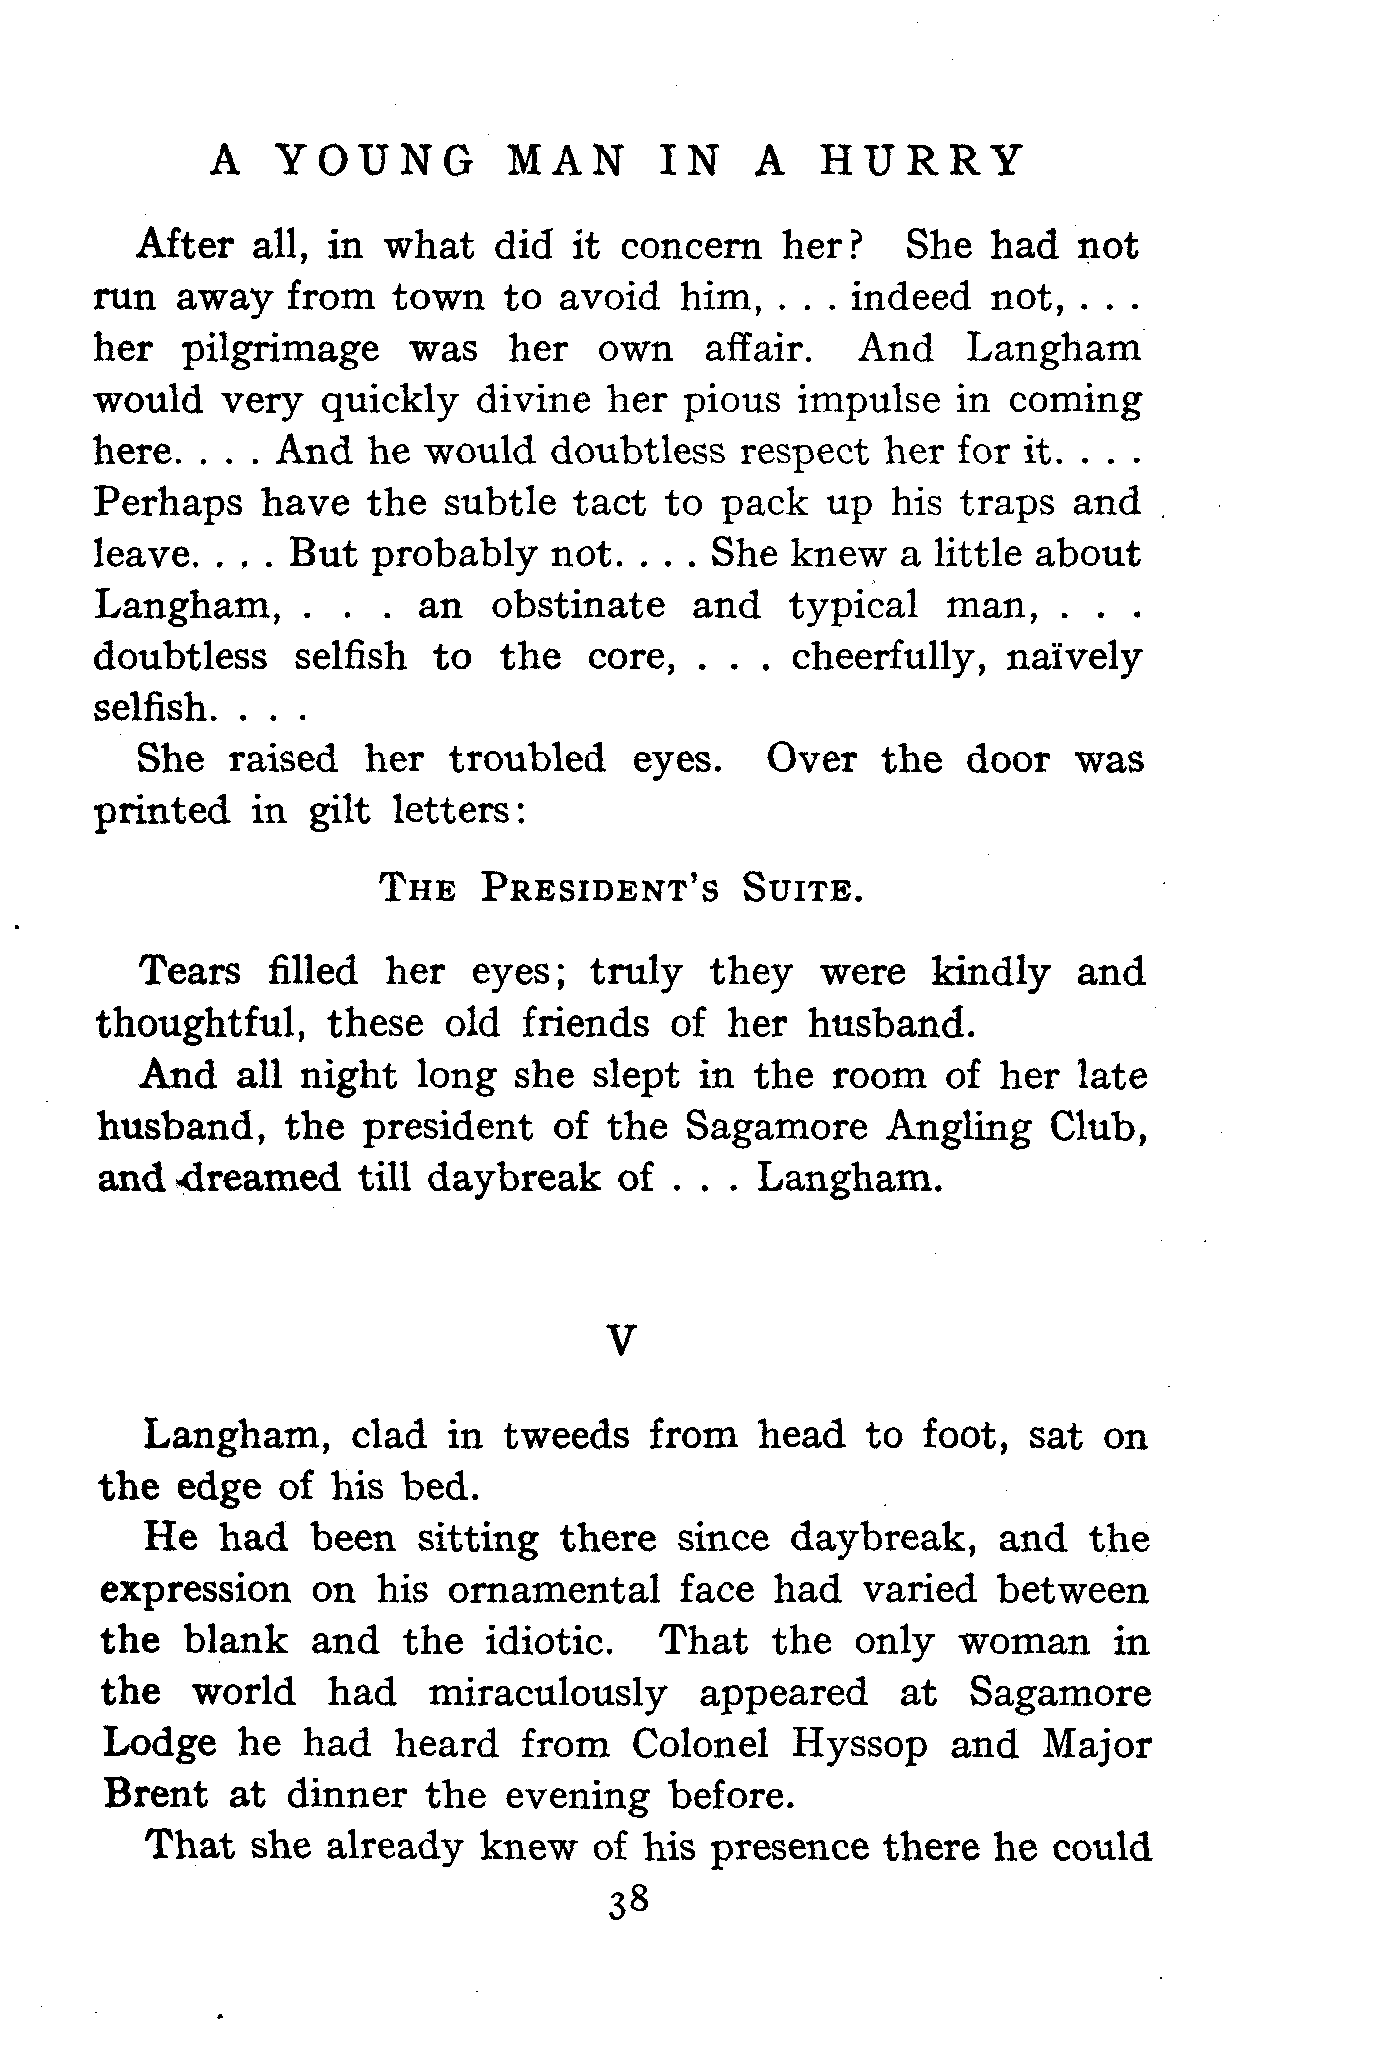 A YOUNG MAN IN A HURRY
After all, in what did it concern her? She had not
run away from town to avoid him, . . . indeed not, . . .
her pilgrimage was her own affair. And Langham
would very quickly divine her pious impulse in coming
here. . . . And he would doubtless respect her for it. . . .
Perhaps have the subtle tact to pack up his traps and
leave. . . . But probably not. . . . She knew a little about
Langham, . . . an obstinate and typical man, . . .
doubtless selfish to the core, . . . cheerfully, naïvely
selfish. . . .
She raised her troubled eyes. Over the door was
printed in gilt letters:
THE PRESIDENT'S SUITE.
Tears filled her eyes; truly they were kindly and
thoughtful, these old friends of her husband.
And all night long she slept in the room of her late
husband, the president of the Sagamore Angling Club,
and dreamed till daybreak of . . . Langham.
V
Langham, clad in tweeds from head to foot, sat on
the edge of his bed.
He had been sitting there since daybreak, and the
expression on his ornamental face had varied between
the blank and the idiotic. That the only woman in
the world had miraculously appeared at Sagamore
Lodge he had heard from Colonel Hyssop and Major
Brent at dinner the evening before.
That she already knew of his presence there he could
38